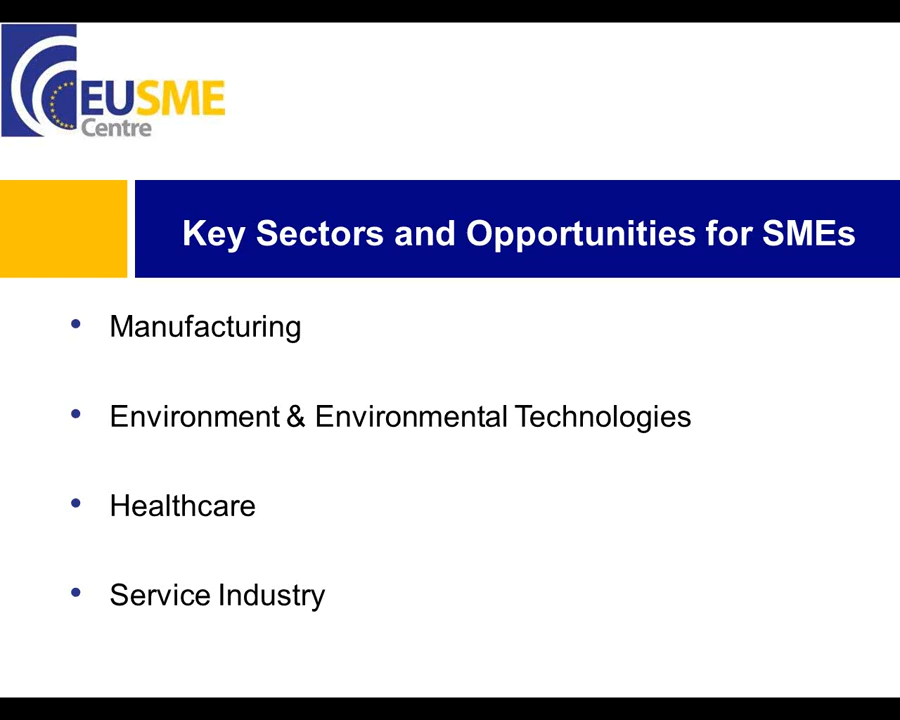 EUSME
Centre
Key Sectors and Opportunities for SMEs
• Manufacturing
• Environment & Environmental Technologies
• Healthcare
• Service Industry